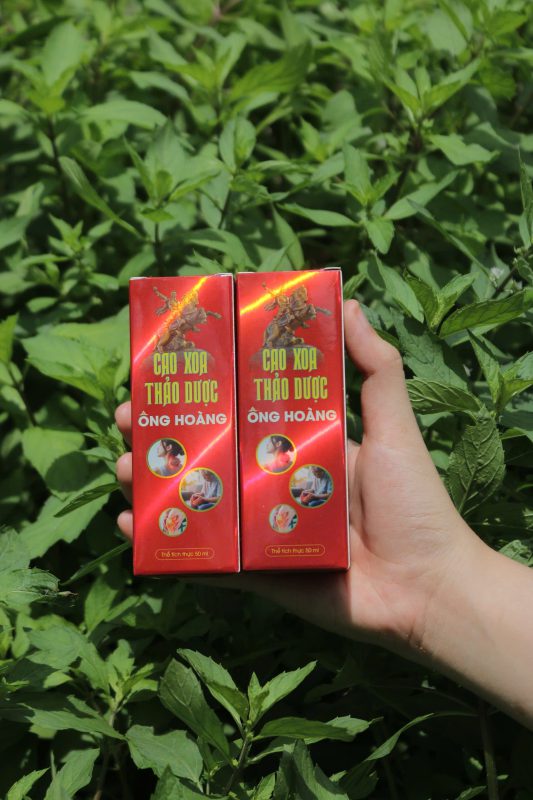 CAO XOA
THẢO DƯỢC
ÔNG HOÀNG
Thể tích thực 50 ml
CAO XOA
THẢO DƯỢC
ÔNG HOÀNG
Thể tích thực 50 ml